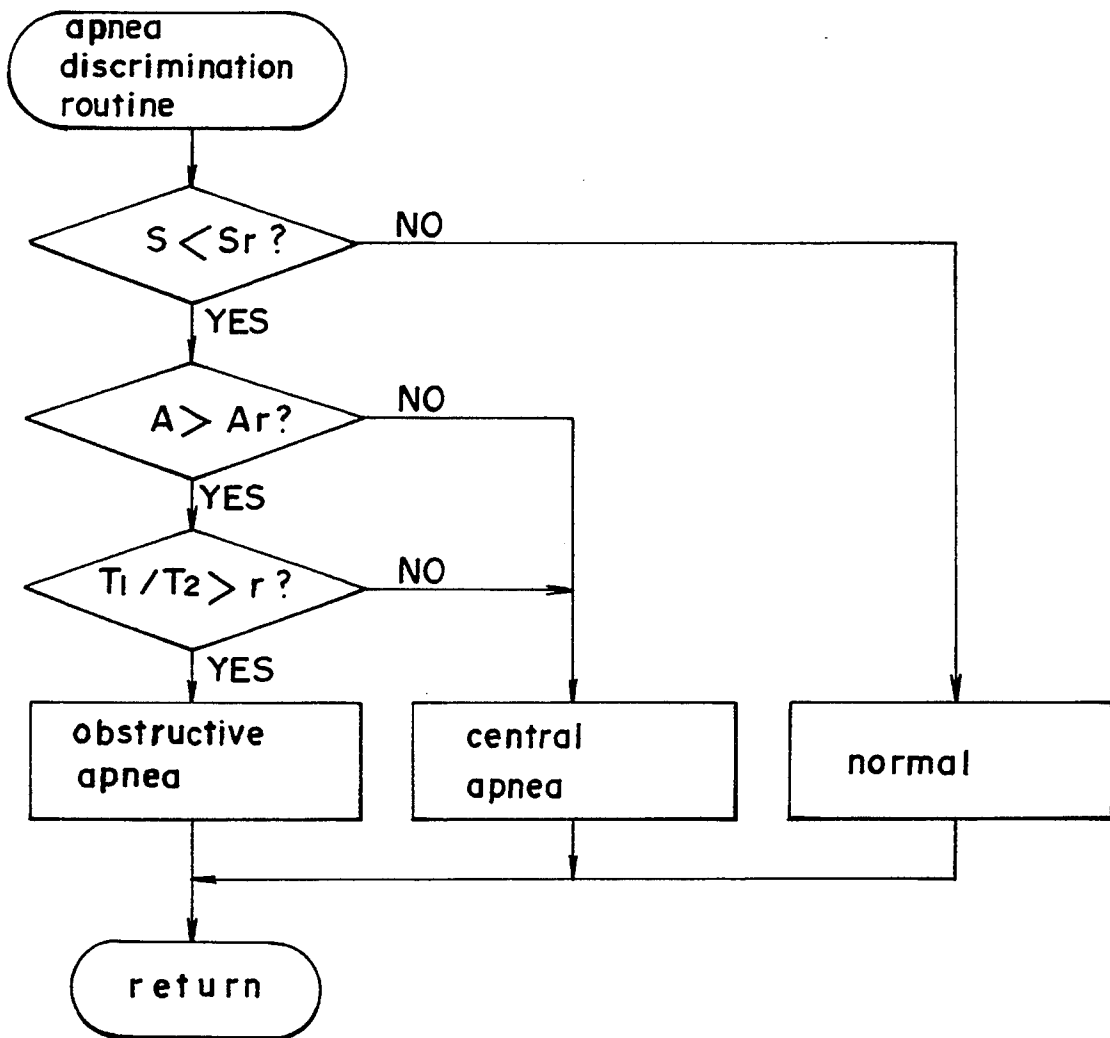 apnea
discrimination
routine
S < Sr ?
NO
YES
A > Ar ?
NO
YES
T1 / T2 > r ?
NO
YES
obstructive
apnea
central
apnea
normal
return